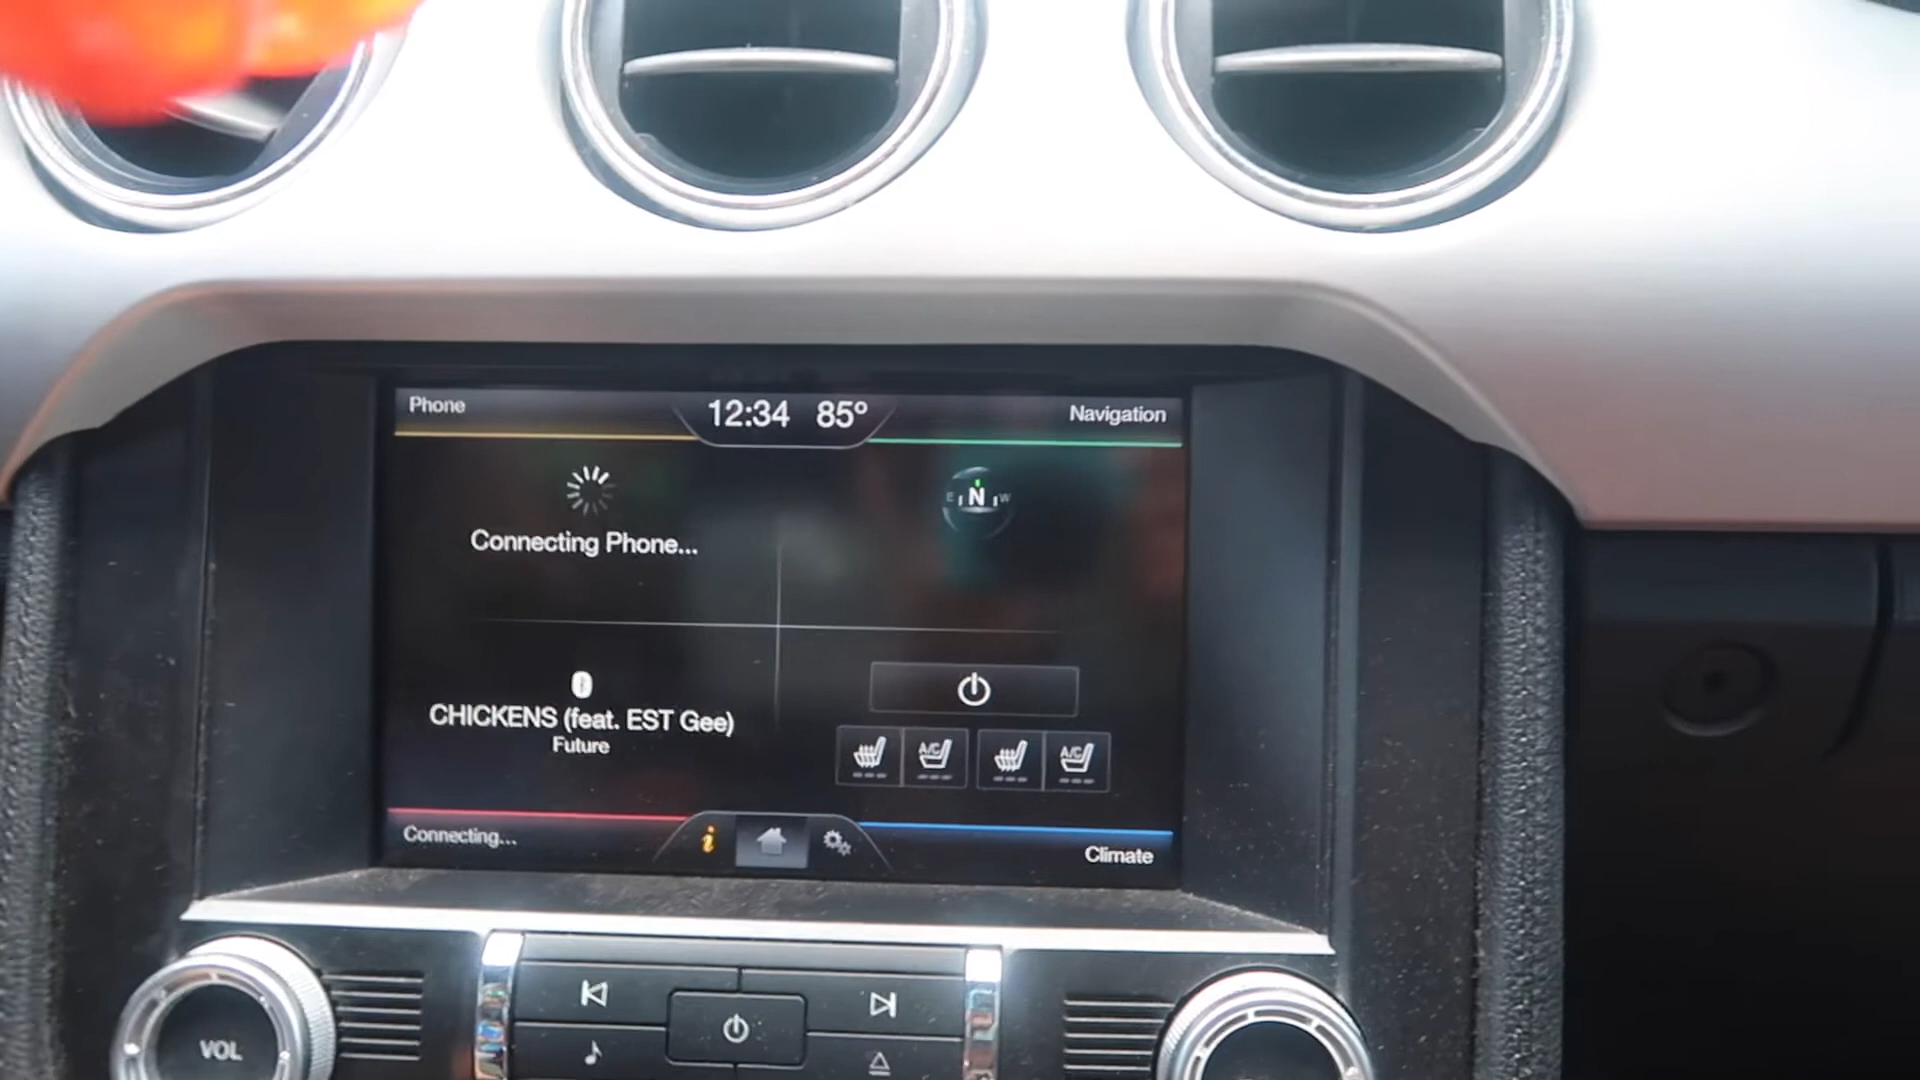 Phone
12:34 85°
Navigation
Connecting Phone...
E N W
CHICKENS (feat. EST Gee)
Future
A/C
A/C
Connecting...
i
Climate
VOL